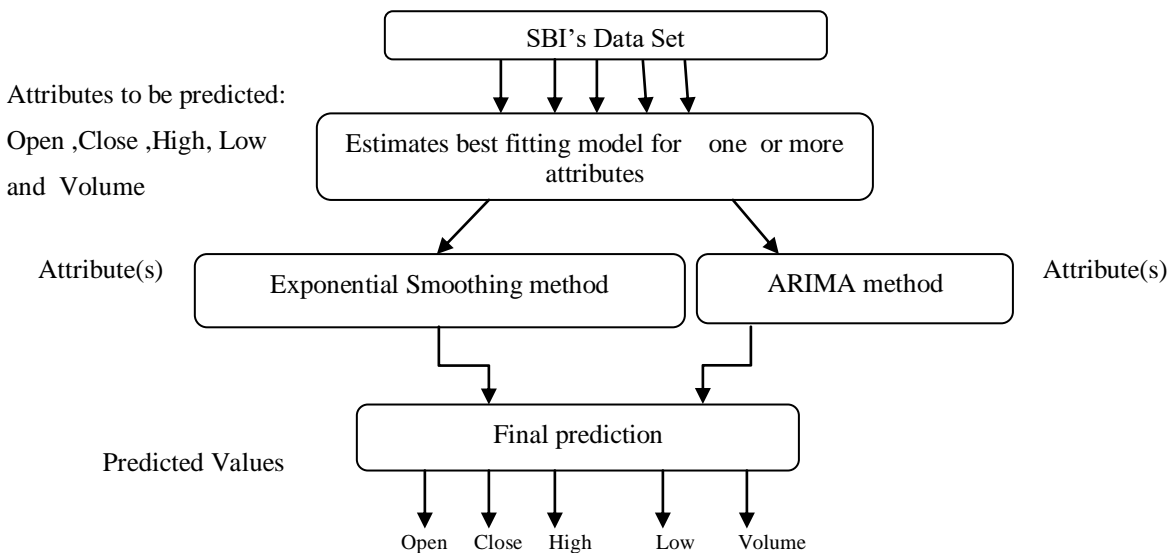 SBI's Data Set
Attributes to be predicted:
Open ,Close ,High, Low
and Volume
Estimates best fitting model for one or more
attributes
Attribute(s)
Exponential Smoothing method
ARIMA method
Attribute(s)
Final prediction
Predicted Values
Open Close High Low Volume